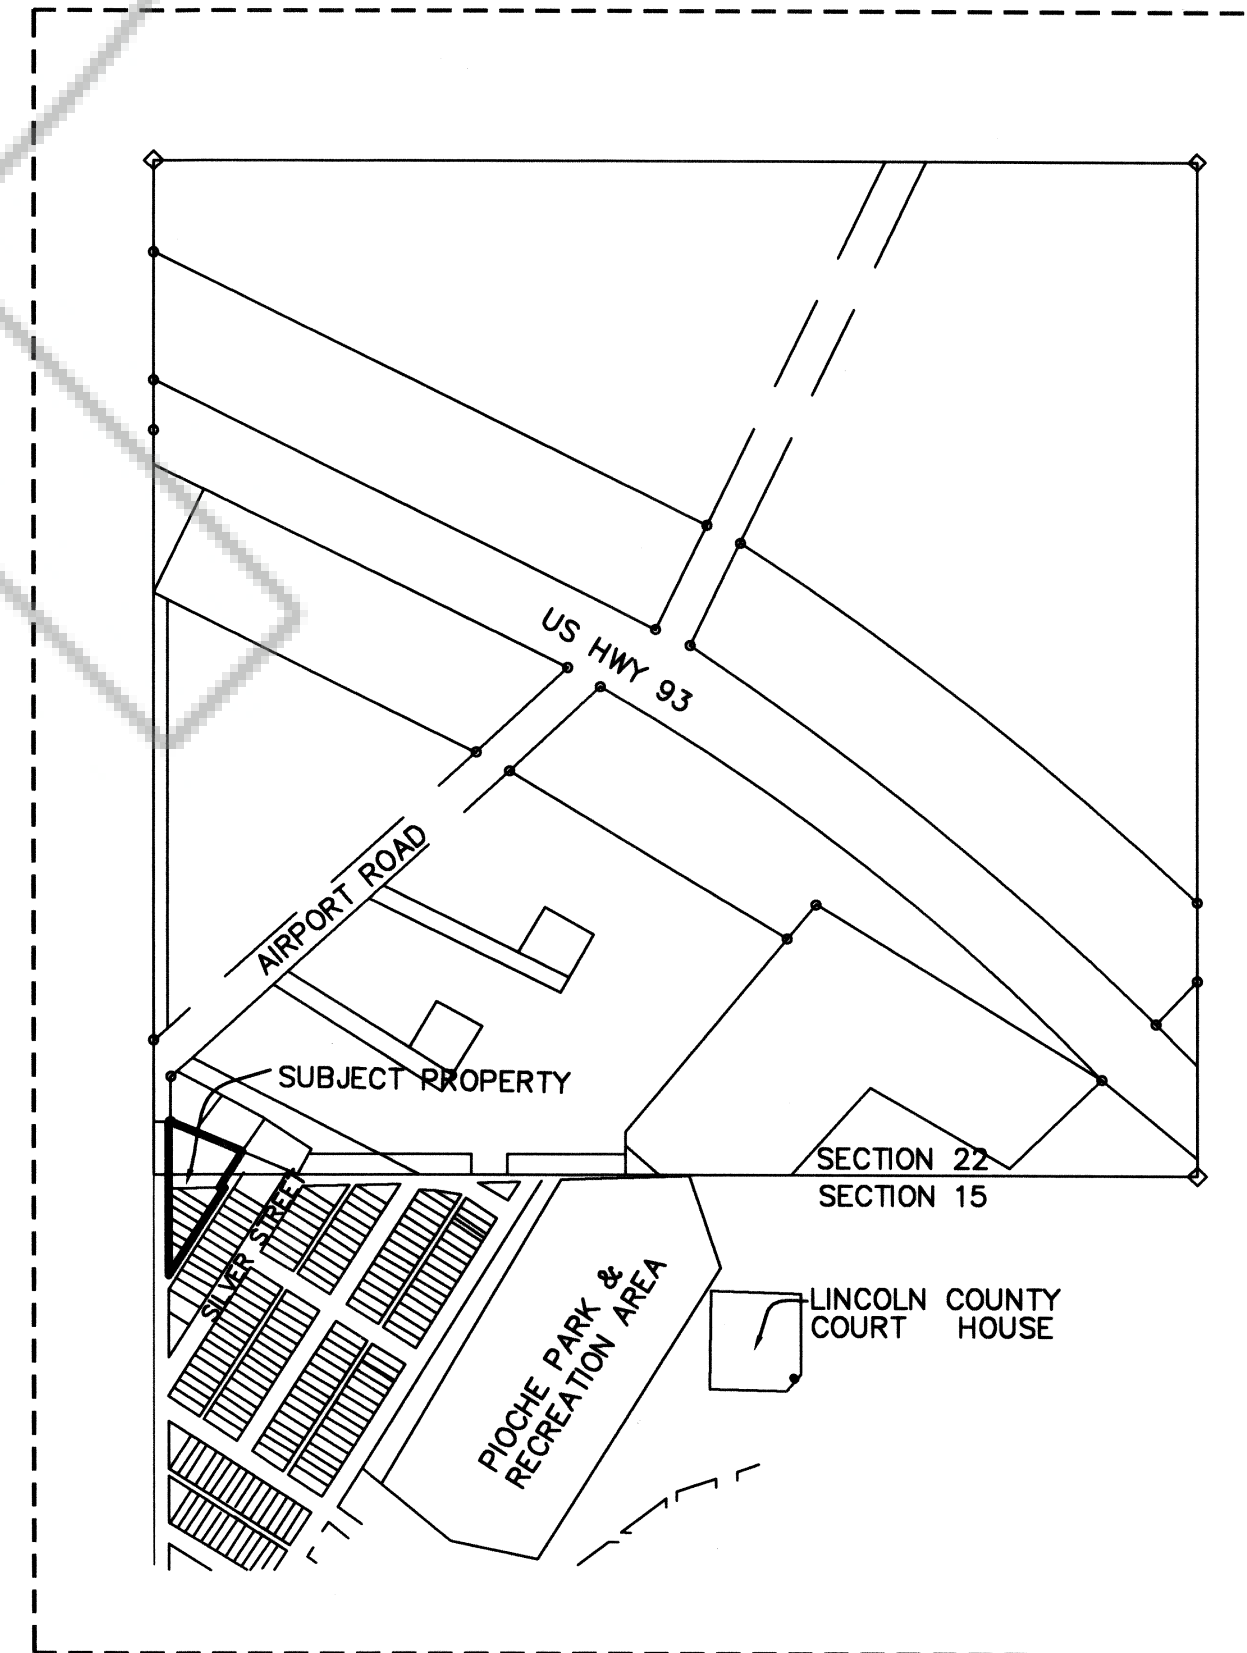 US HWY 93
AIRPORT ROAD
SUBJECT PROPERTY
SECTION 22
SECTION 15
SILVER STREET
LINCOLN COUNTY
COURT HOUSE
PIOCHE PARK &
RECREATION AREA